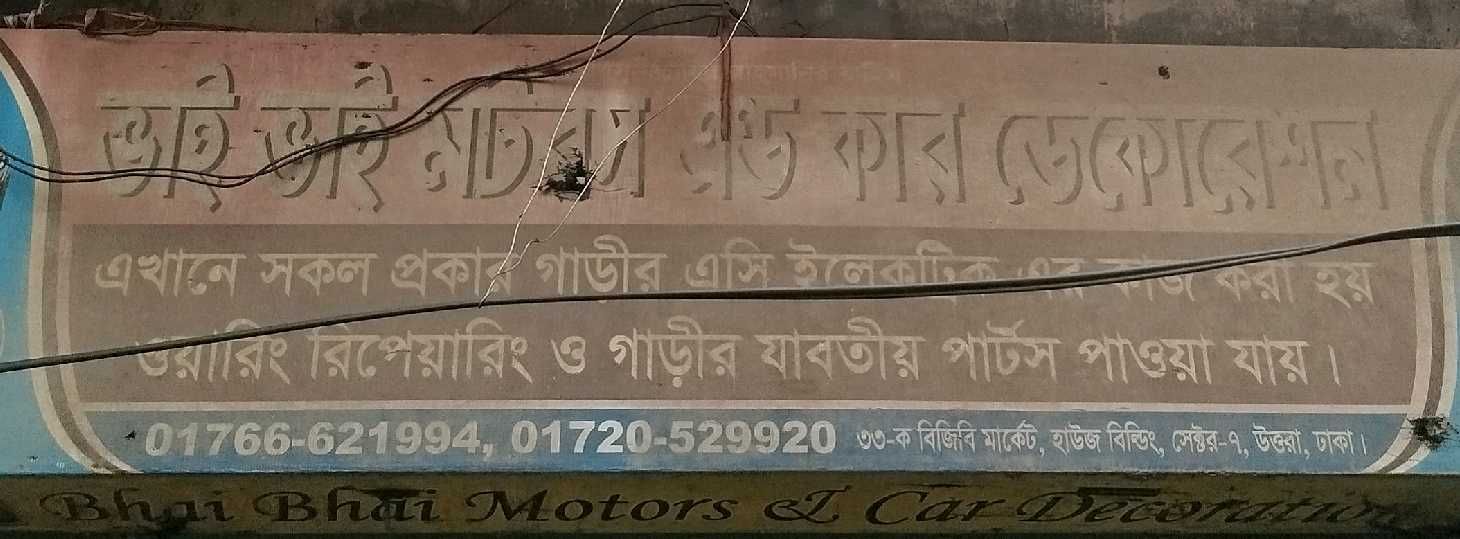 ভাই ভাই মটরস এন্ড কার ডেকোরেশন
এখানে সকল প্রকার গাড়ীর এসি ইলেকট্রিক এর কাজ করা হয়
ওয়্যারিং রিপেয়ারিং ও গাড়ীর যাবতীয় পার্টস পাওয়া যায়।
01766-621994, 01720-529920 ৩৩-ক বিজিবি মার্কেট, হাউজ বিল্ডিং, সেক্টর-৭, উত্তরা, ঢাকা।
Bhai Bhai Motors & Car Decoration